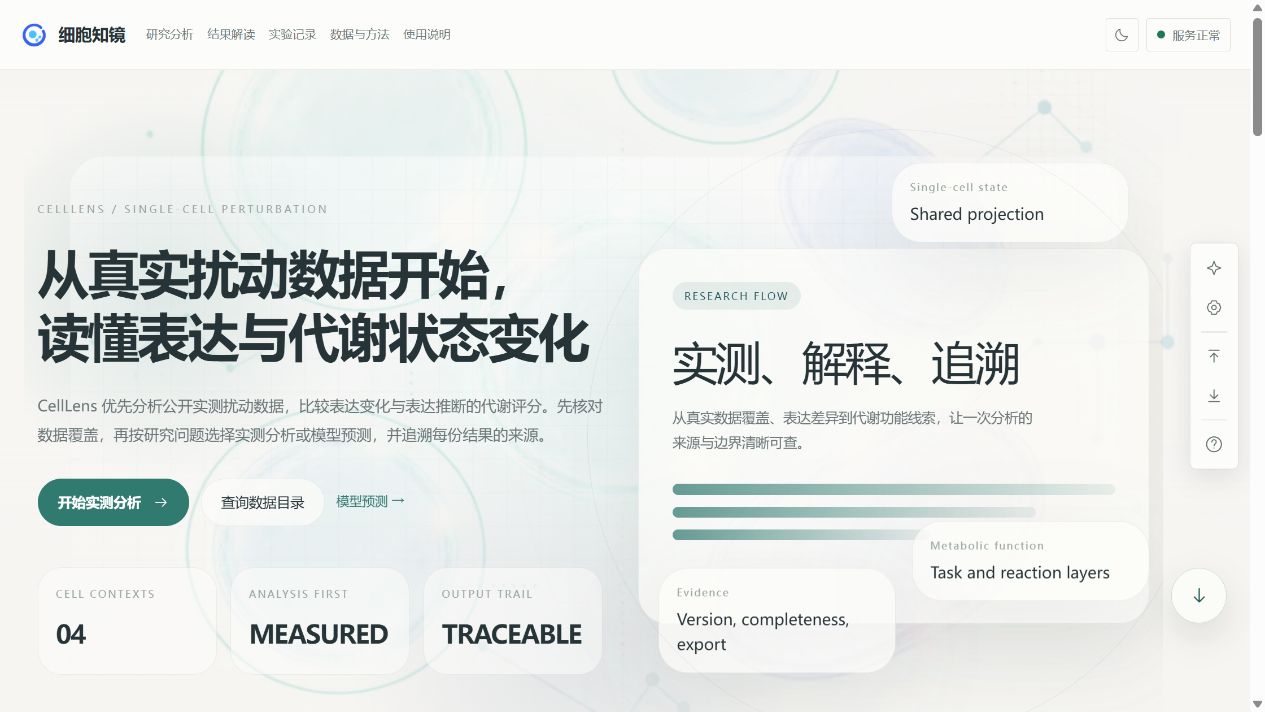 细胞知镜
研究分析
结果解读
实验记录
数据与方法
使用说明
服务正常
CELLLENS / SINGLE-CELL PERTURBATION
从真实扰动数据开始，
读懂表达与代谢状态变化
CellLens 优先分析公开实测扰动数据，比较表达变化与表达推断的代谢评分。先核对
数据覆盖，再按研究问题选择实测分析或模型预测，并追溯每份结果的来源。
开始实测分析 →
查询数据目录
模型预测 →
CELL CONTEXTS
04
ANALYSIS FIRST
MEASURED
OUTPUT TRAIL
TRACEABLE
Single-cell state
Shared projection
RESEARCH FLOW
实测、解释、追溯
从真实数据覆盖、表达差异到代谢功能线索，让一次分析的
来源与边界清晰可查。
Metabolic function
Task and reaction layers
Evidence
Version, completeness,
export